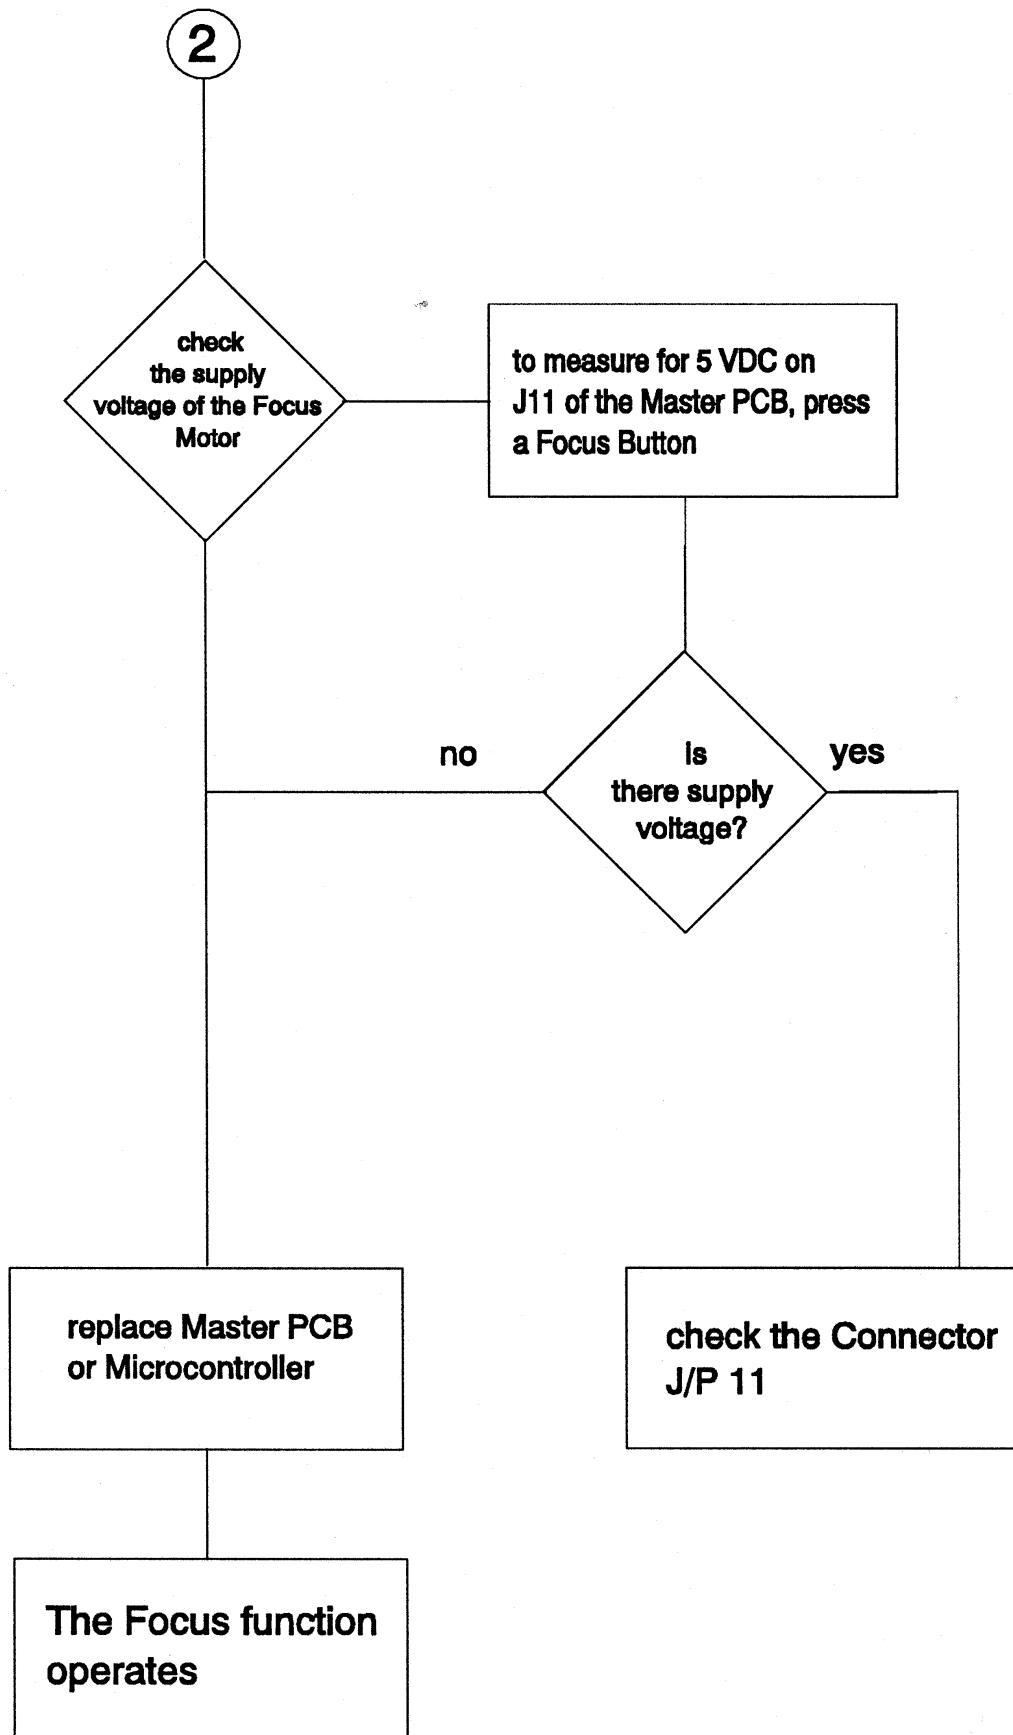 2
check
the supply
voltage of the Focus
Motor
to measure for 5 VDC on
J11 of the Master PCB, press
a Focus Button
no
is
there supply
voltage?
yes
replace Master PCB
or Microcontroller
check the Connector
J/P 11
The Focus function
operates